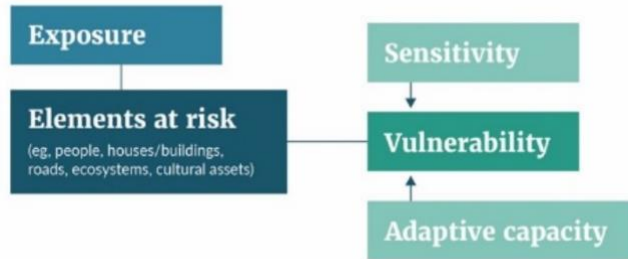 Exposure
Sensitivity
Elements at risk
(eg, people, houses/buildings,
roads, ecosystems, cultural assets)
Vulnerability
Adaptive capacity